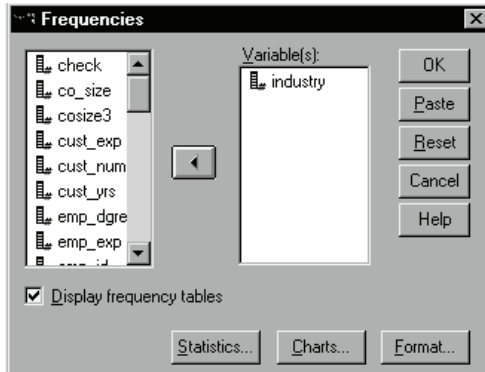 Frequencies
check
co_size
cosize3
cust_exp
cust_num
cust_yrs
emp_dgre
emp_exp
Variable(s):
industry
OK
Paste
Reset
Cancel
Help
Display frequency tables
Statistics...
Charts...
Format...